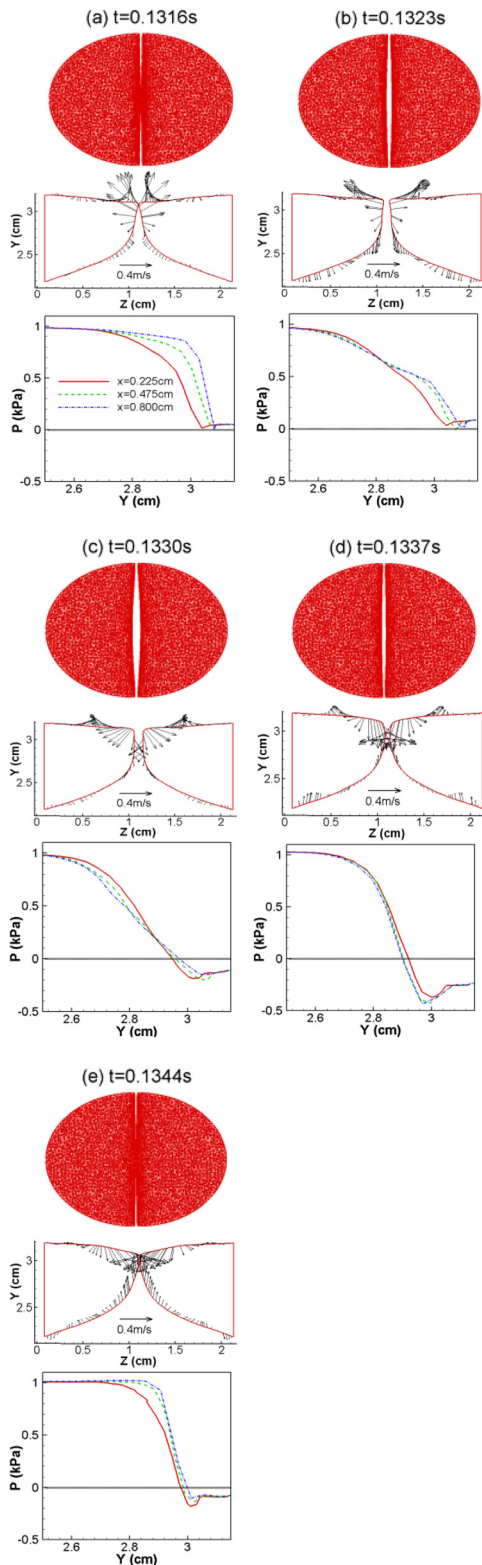 (a) t=0.1316s
(b) t=0.1323s
Y (cm)
3
2.5
0.4m/s
0 0.5 1 1.5 2
Z (cm)
Y (cm)
3
2.5
0.4m/s
0 0.5 1 1.5 2
Z (cm)
P (kPa)
1
0.5
0
-0.5
x=0.225cm
x=0.475cm
x=0.800cm
2.6 2.8 3
Y (cm)
P (kPa)
1
0.5
0
-0.5
2.6 2.8 3
Y (cm)
(c) t=0.1330s
(d) t=0.1337s
Y (cm)
3
2.5
0.4m/s
0 0.5 1 1.5 2
Z (cm)
Y (cm)
3
2.5
0.4m/s
0 0.5 1 1.5 2
Z (cm)
P (kPa)
1
0.5
0
-0.5
2.6 2.8 3
Y (cm)
P (kPa)
1
0.5
0
-0.5
2.6 2.8 3
Y (cm)
(e) t=0.1344s
Y (cm)
3
2.5
0.4m/s
0 0.5 1 1.5 2
Z (cm)
P (kPa)
1
0.5
0
-0.5
2.6 2.8 3
Y (cm)